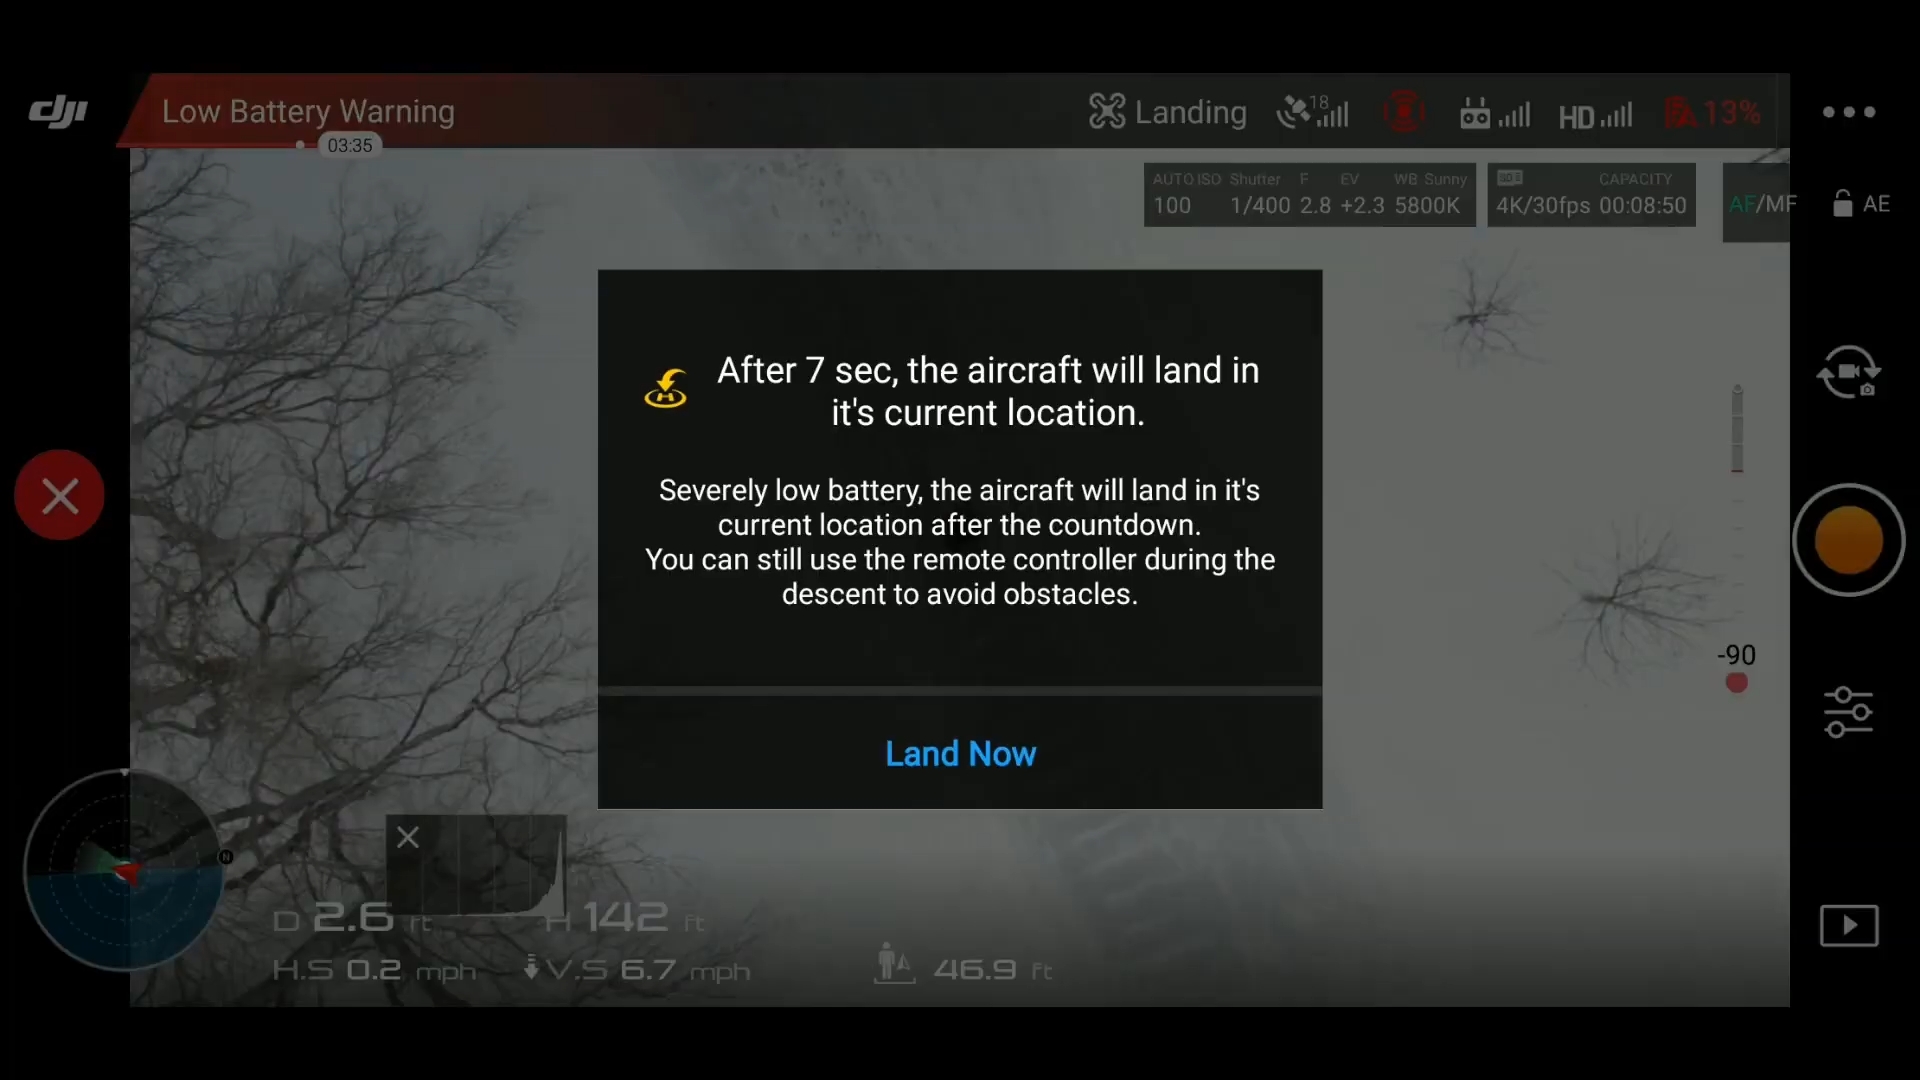 dji
Low Battery Warning
03:35
Landing
18
HD
13%
AUTO ISO Shutter F EV WB Sunny
100 1/400 2.8 +2.3 5800K
CAPACITY
4K/30fps 00:08:50
AF/MF
AE
After 7 sec, the aircraft will land in
it's current location.
Severely low battery, the aircraft will land in it's
current location after the countdown.
You can still use the remote controller during the
descent to avoid obstacles.
Land Now
-90
N
D 2.6 ft H 142 ft
H.S 0.2 mph V.S 6.7 mph 46.9 ft